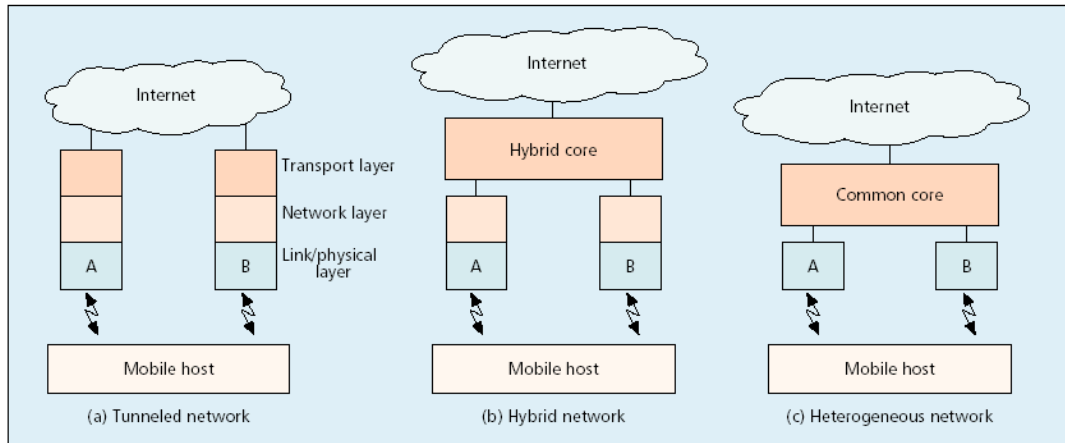 Internet
Transport layer
Network layer
Link/physical
layer
A
B
Mobile host
(a) Tunneled network
Internet
Hybrid core
A
B
Mobile host
(b) Hybrid network
Internet
Common core
A
B
Mobile host
(c) Heterogeneous network